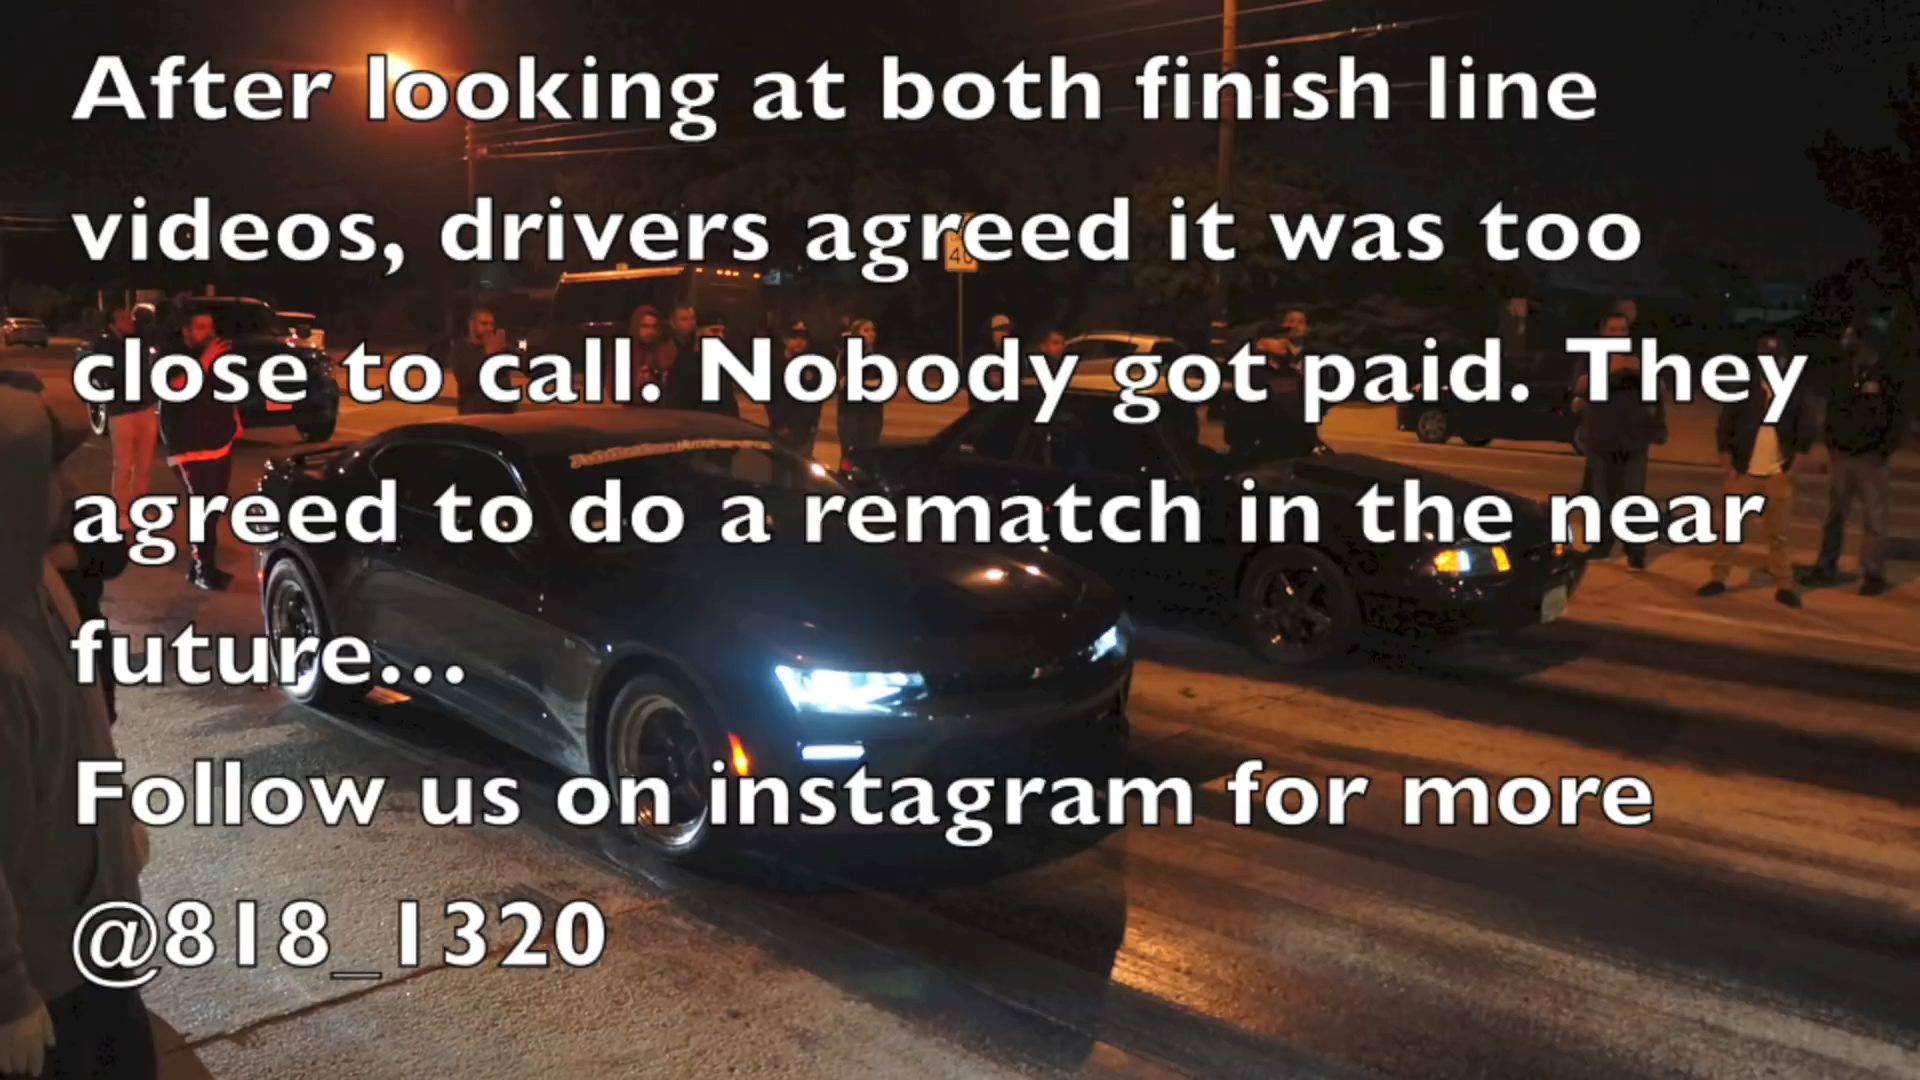 After looking at both finish line
videos, drivers agreed it was too
close to call. Nobody got paid. They
agreed to do a rematch in the near
future...
Follow us on instagram for more
@818_1320